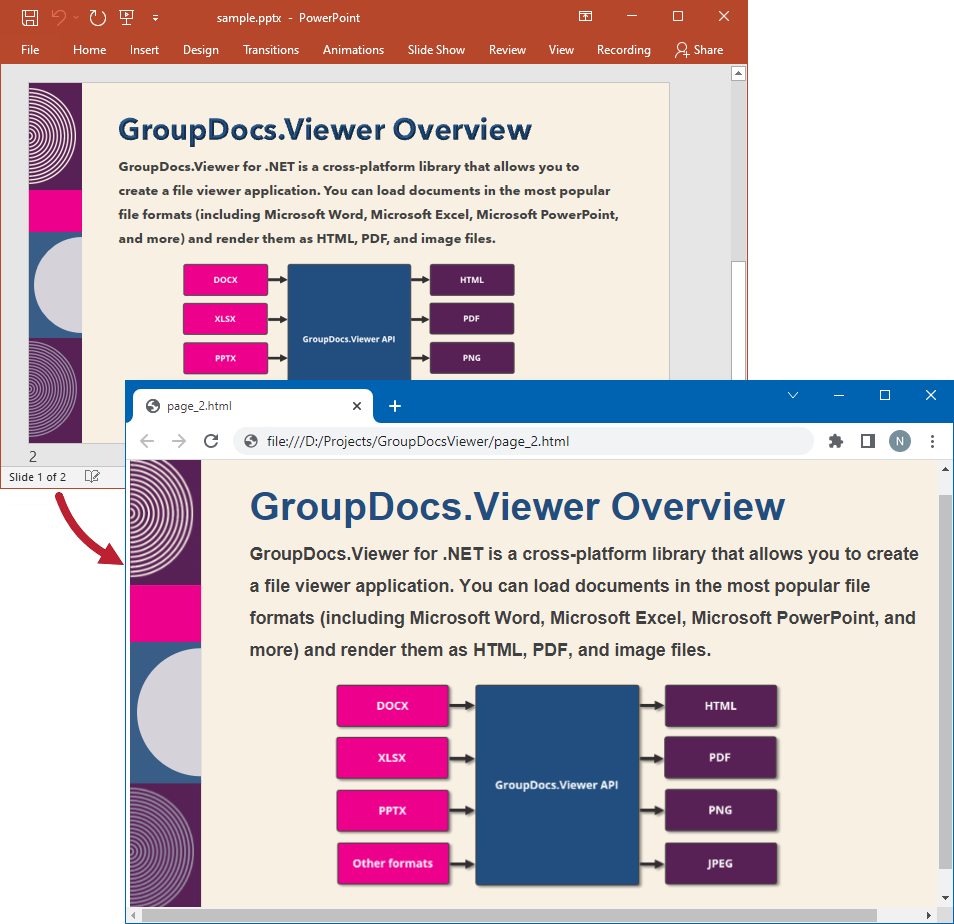 sample.pptx - PowerPoint
File Home Insert Design Transitions Animations Slide Show Review View Recording Share
GroupDocs.Viewer Overview
GroupDocs.Viewer for .NET is a cross-platform library that allows you to
create a file viewer application. You can load documents in the most popular
file formats (including Microsoft Word, Microsoft Excel, Microsoft PowerPoint,
and more) and render them as HTML, PDF, and image files.
DOCX
HTML
XLSX
PDF
GroupDocs.Viewer API
PPTX
PNG
2
Slide 1 of 2
page_2.html
file:///D:/Projects/GroupDocsViewer/page_2.html
N
GroupDocs.Viewer Overview
GroupDocs.Viewer for .NET is a cross-platform library that allows you to create
a file viewer application. You can load documents in the most popular file
formats (including Microsoft Word, Microsoft Excel, Microsoft PowerPoint, and
more) and render them as HTML, PDF, and image files.
DOCX
HTML
XLSX
PDF
GroupDocs.Viewer API
PPTX
PNG
Other formats
JPEG